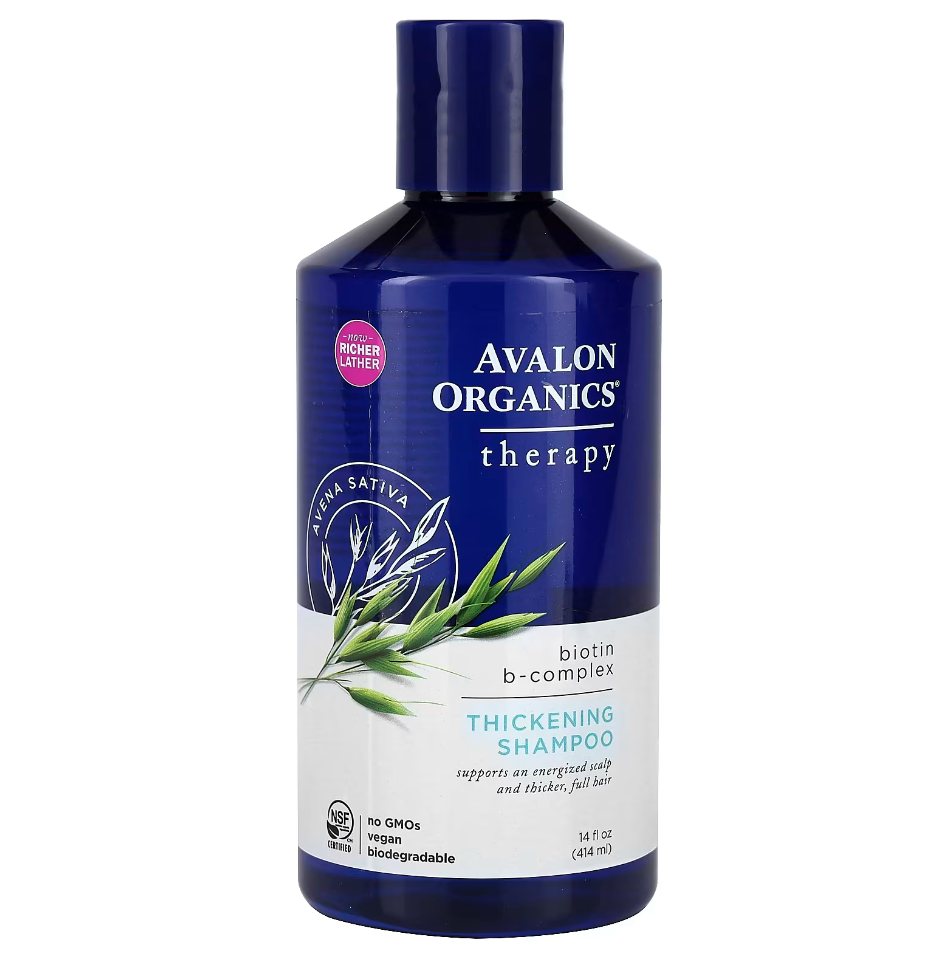 -now-
RICHER
LATHER
AVALON
ORGANICS®
therapy
AVENA SATIVA
biotin
b-complex
THICKENING
SHAMPOO
supports an energized scalp
and thicker, full hair
NSF
CERTIFIED
no GMOs
vegan
biodegradable
14 fl oz
(414 ml)